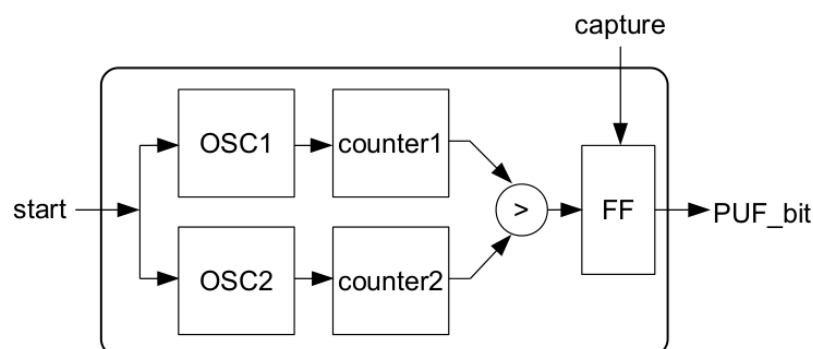 capture
OSC1
counter1
start
>
FF
PUF_bit
OSC2
counter2